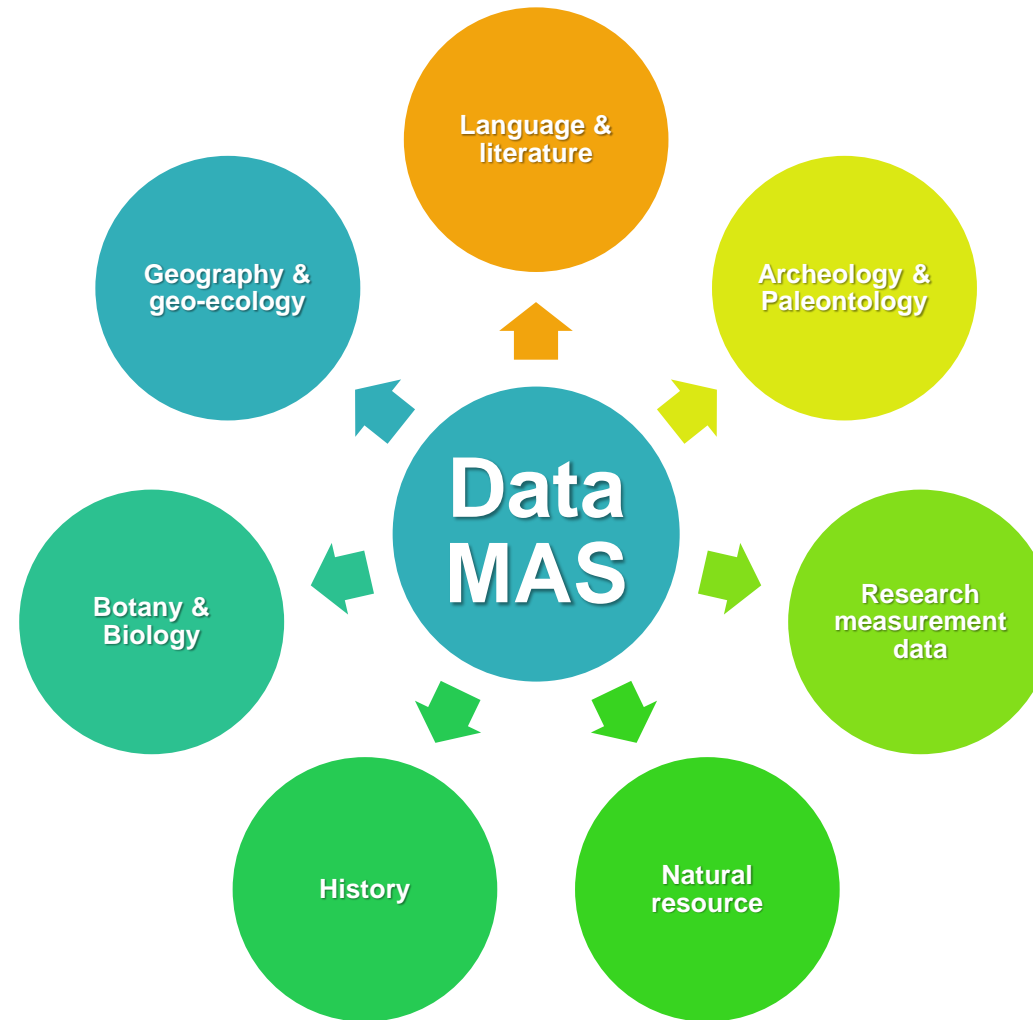 Language &
literature
Geography &
geo-ecology
Archeology &
Paleontology
Data
MAS
Botany &
Biology
Research
measurement
data
History
Natural
resource